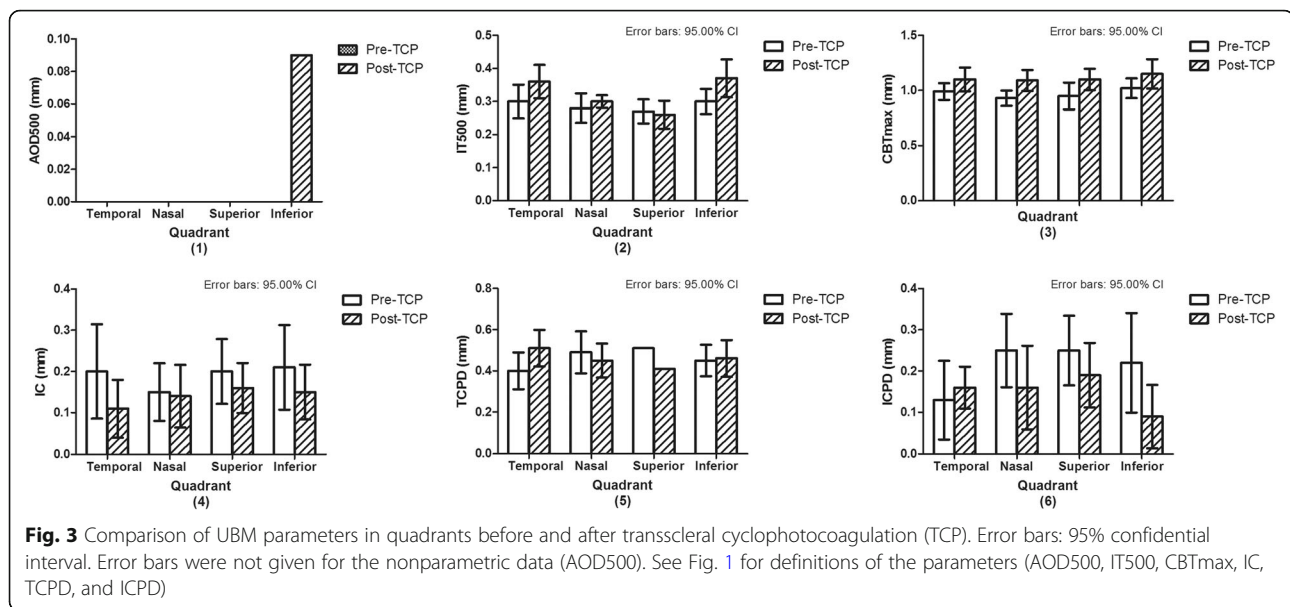 Pre-TCP
Post-TCP
AOD500 (mm)
0.10
0.08
0.06
0.04
0.02
0.00
Temporal Nasal Superior Inferior
Quadrant
(1)
Error bars: 95.00% CI
Pre-TCP
Post-TCP
IT500 (mm)
0.5
0.4
0.3
0.2
0.1
0.0
Temporal Nasal Superior Inferior
Quadrant
(2)
Error bars: 95.00% CI
Pre-TCP
Post-TCP
CBTmax (mm)
1.5
1.0
0.5
0.0
Quadrant
(3)
Error bars: 95.00% CI
Pre-TCP
Post-TCP
IC (mm)
0.4
0.3
0.2
0.1
0.0
Temporal Nasal Superior Inferior
Quadrant
(4)
Error bars: 95.00% CI
Pre-TCP
Post-TCP
TCPD (mm)
0.8
0.6
0.4
0.2
0.0
Temporal Nasal Superior Inferior
Quadrant
(5)
Error bars: 95.00% CI
Pre-TCP
Post-TCP
ICPD (mm)
0.4
0.3
0.2
0.1
0.0
Temporal Nasal Superior Inferior
Quadrant
(6)
Fig. 3 Comparison of UBM parameters in quadrants before and after transscleral cyclophotocoagulation (TCP). Error bars: 95% confidential
interval. Error bars were not given for the nonparametric data (AOD500). See Fig. 1 for definitions of the parameters (AOD500, IT500, CBTmax, IC,
TCPD, and ICPD)